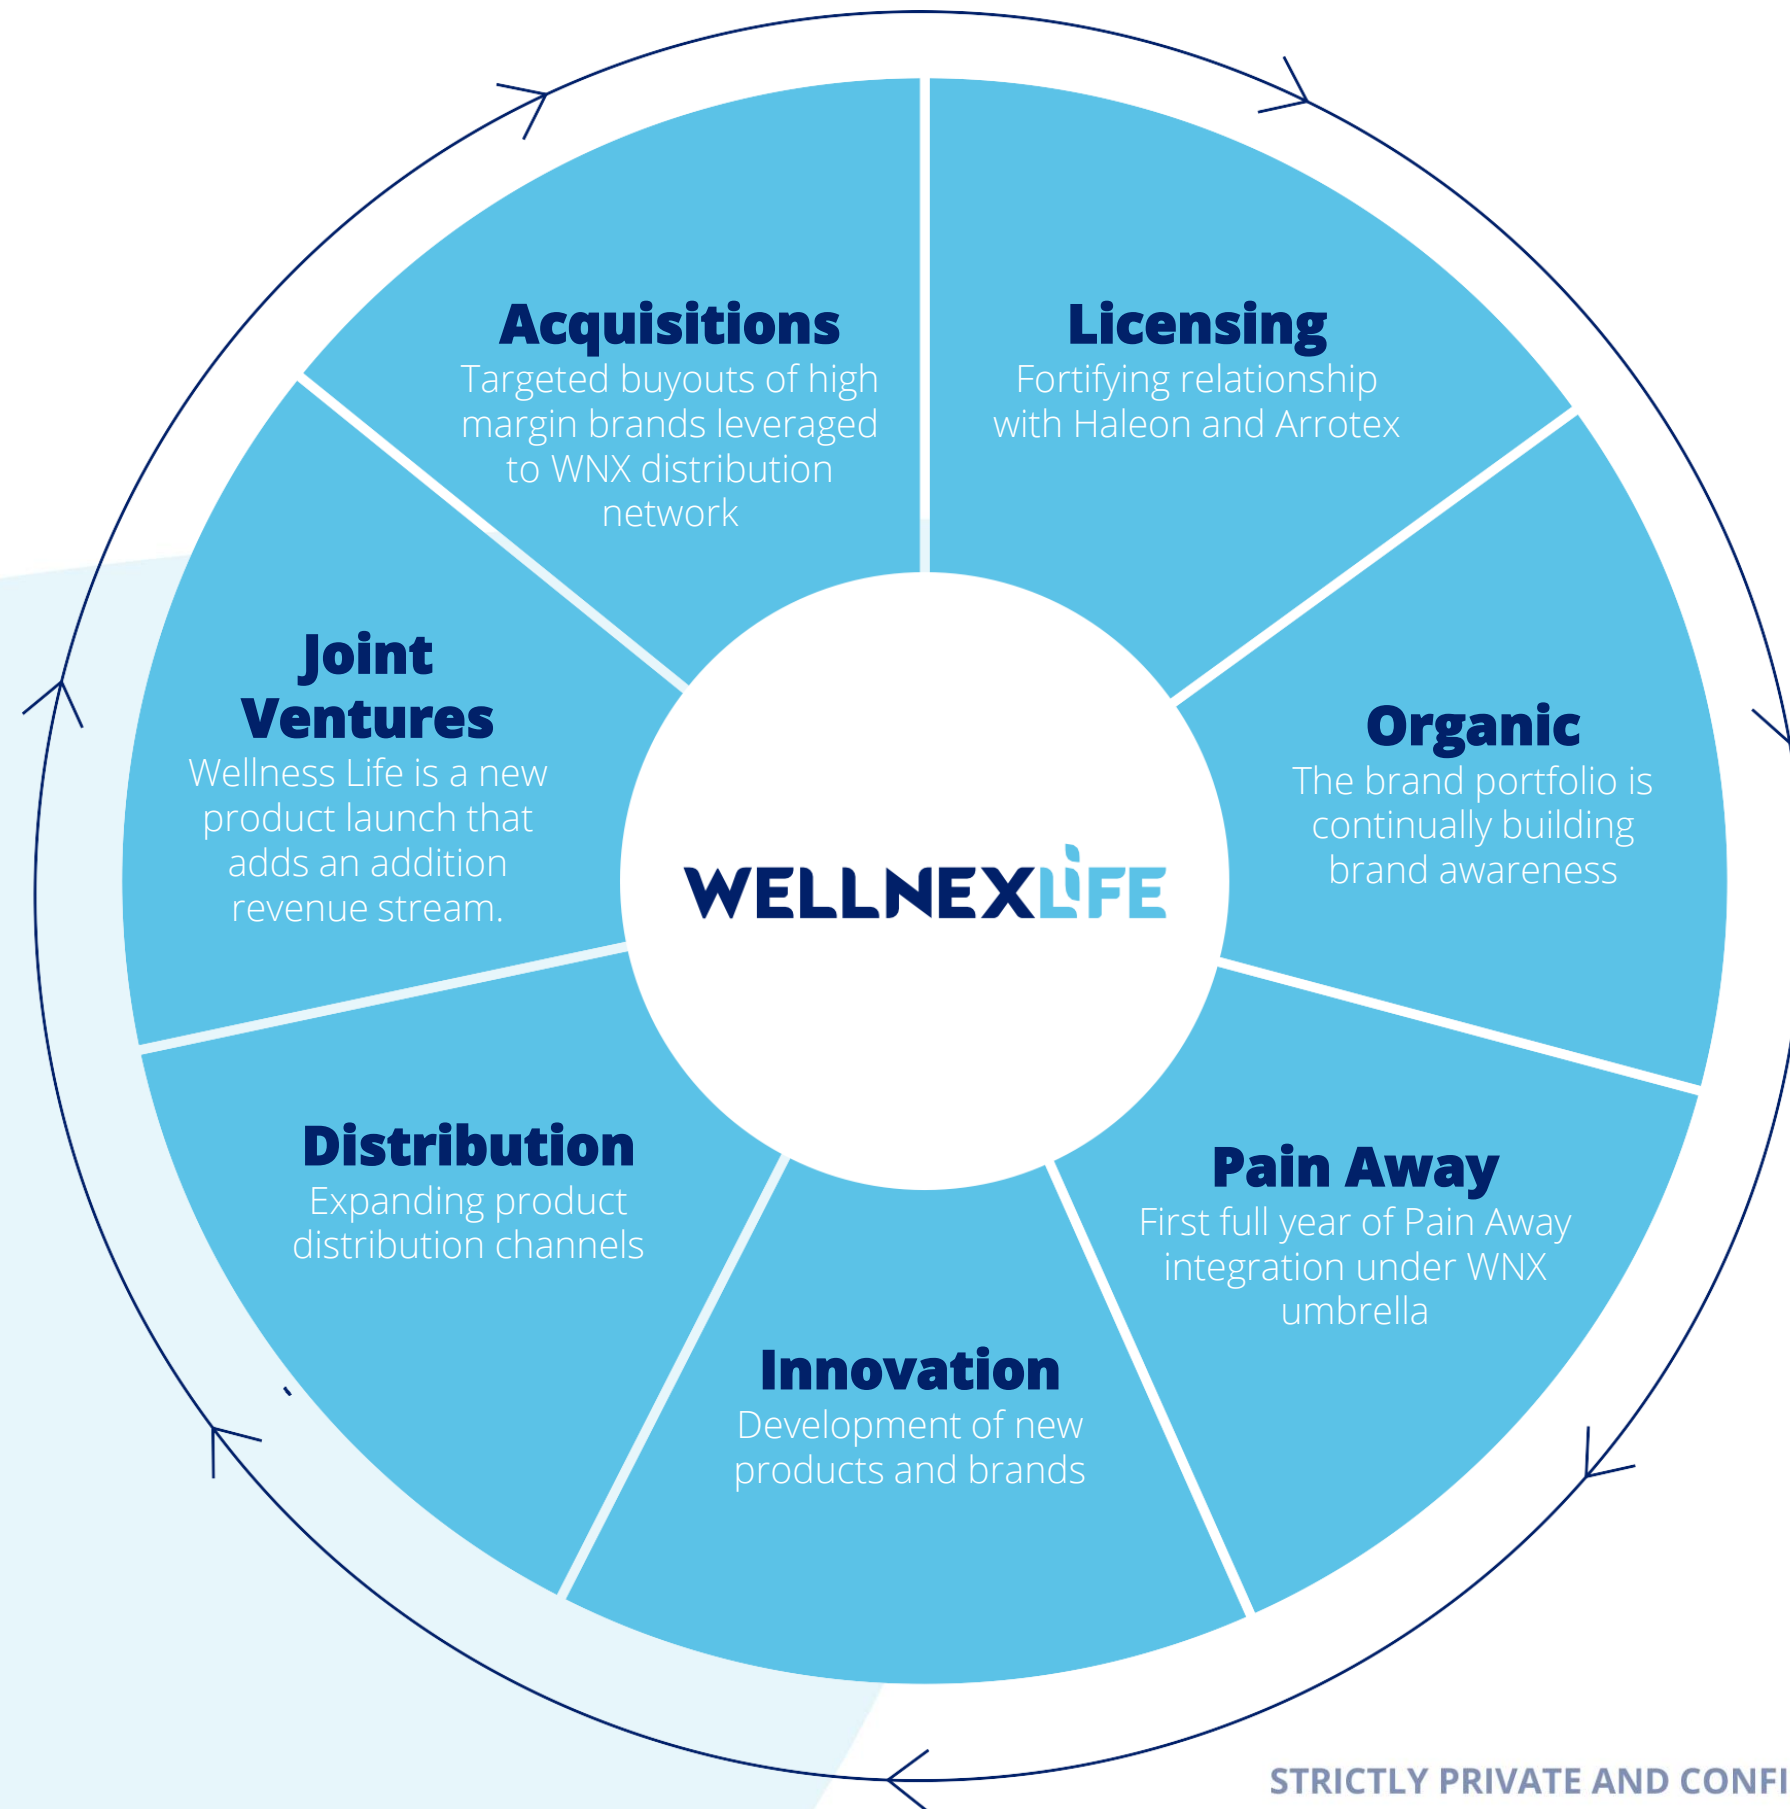 Acquisitions
Targeted buyouts of high
margin brands leveraged
to WNX distribution
network
Licensing
Fortifying relationship
with Haleon and Arrotex
Joint
Ventures
Wellness Life is a new
product launch that
adds an addition
revenue stream.
Organic
The brand portfolio is
continually building
brand awareness
WELLNEXLIFE
Distribution
Expanding product
distribution channels
Pain Away
First full year of Pain Away
integration under WNX
umbrella
Innovation
Development of new
products and brands
STRICTLY PRIVATE AND CONFI